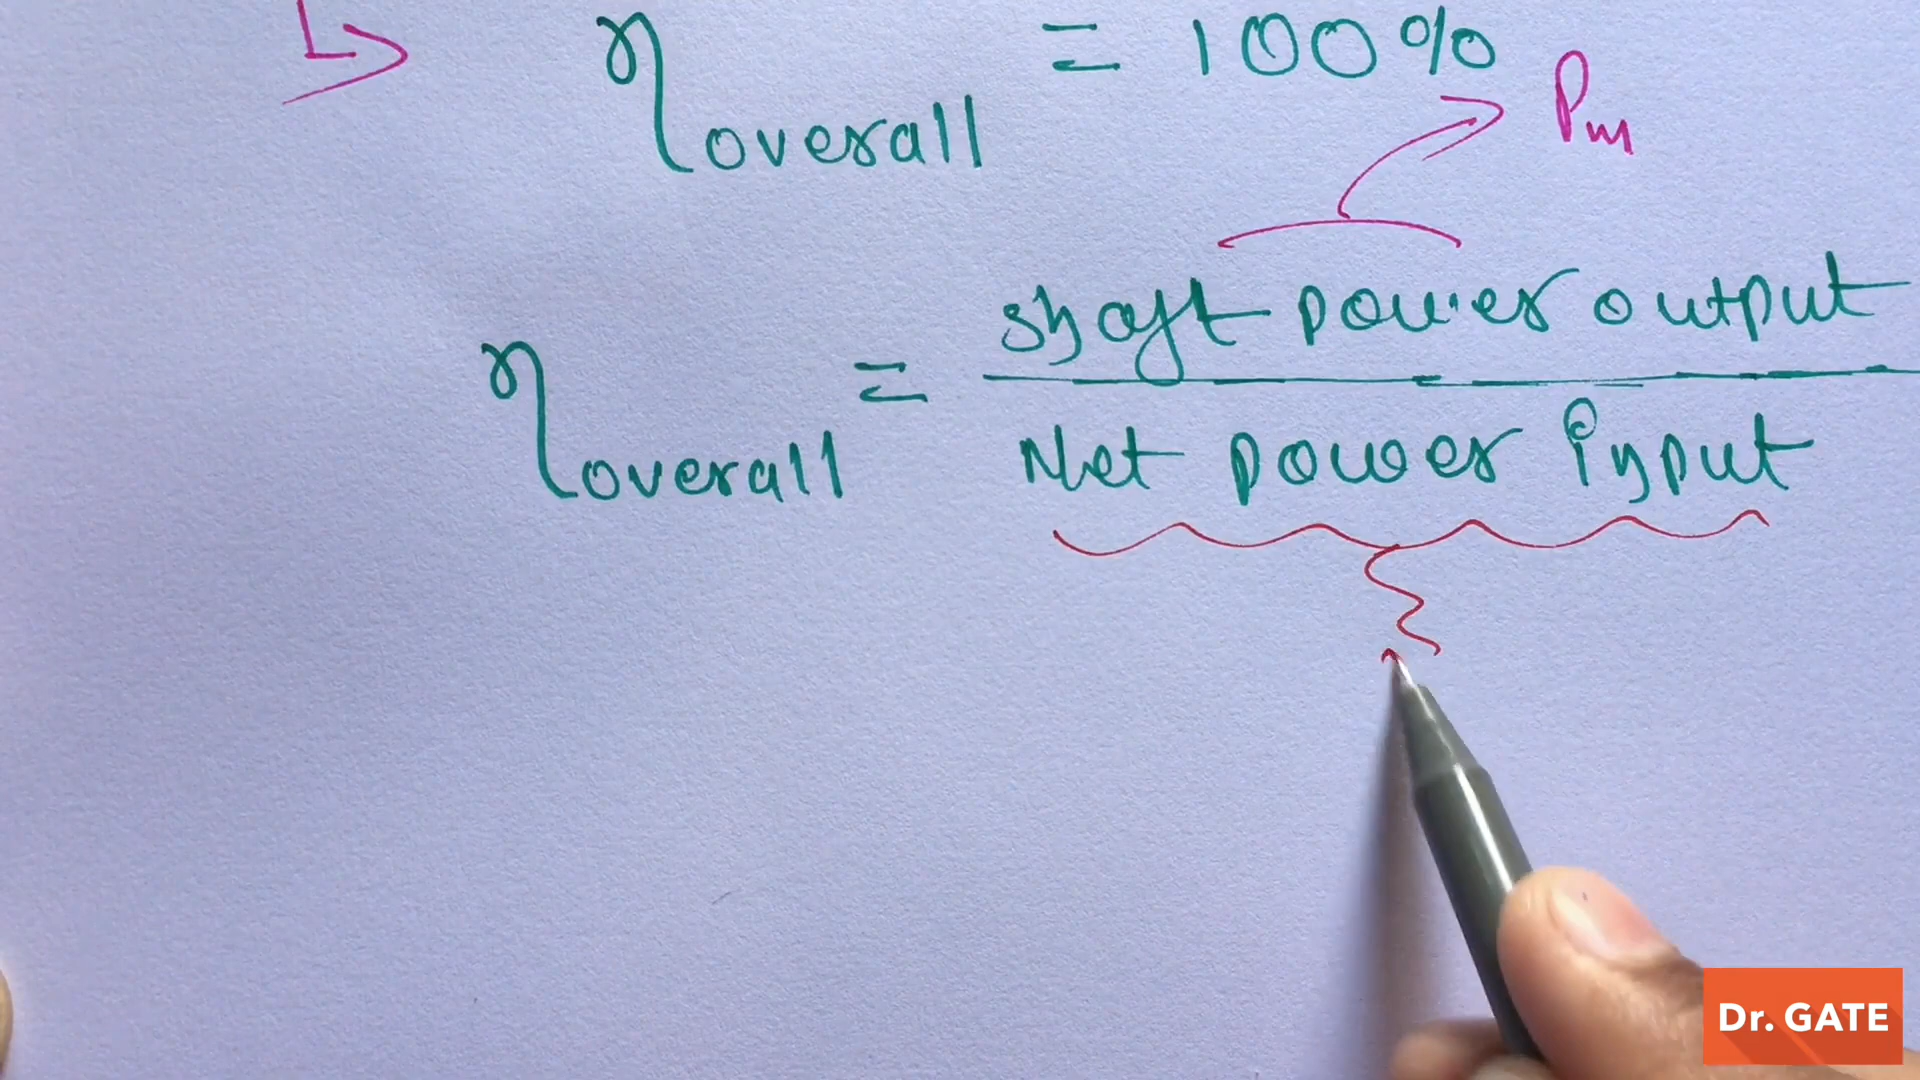 η overall = 100%
Pm
shaft power output
η overall =
Net power input
Dr. GATE